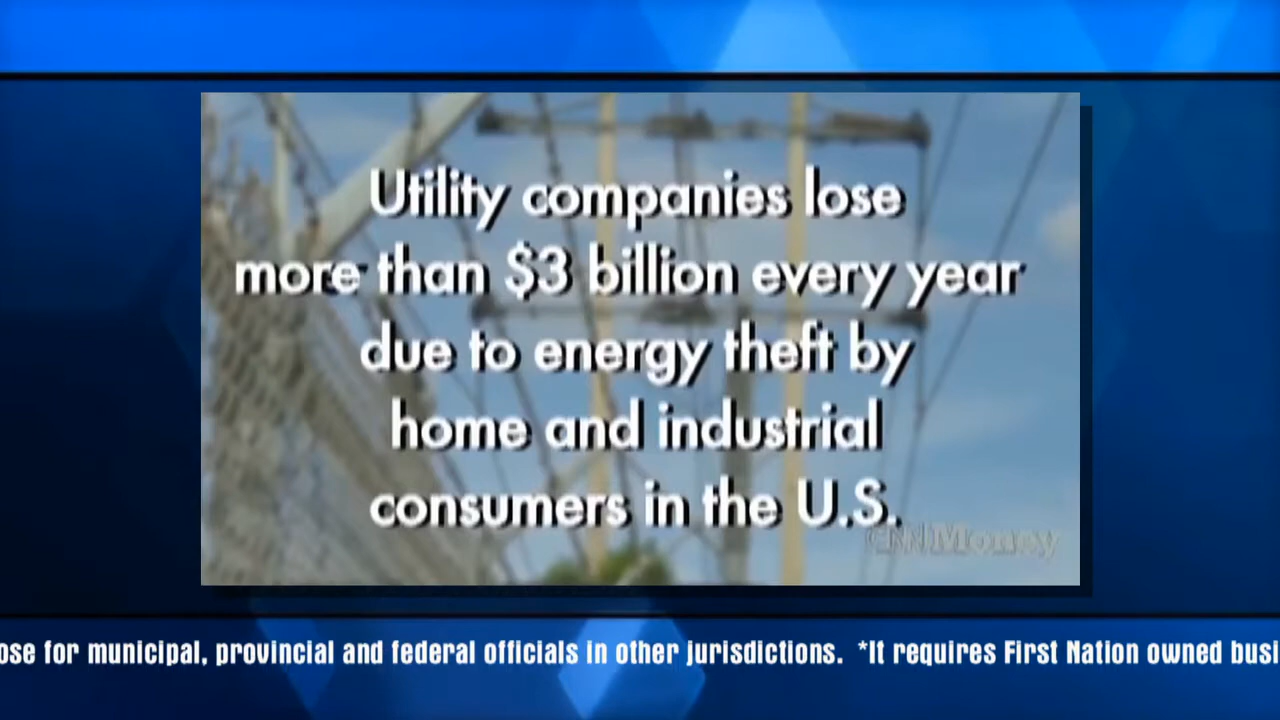 Utility companies lose
more than $3 billion every year
due to energy theft by
home and industrial
consumers in the U.S.
CNNMoney
ose for municipal, provincial and federal officials in other jurisdictions. *It requires First Nation owned busi